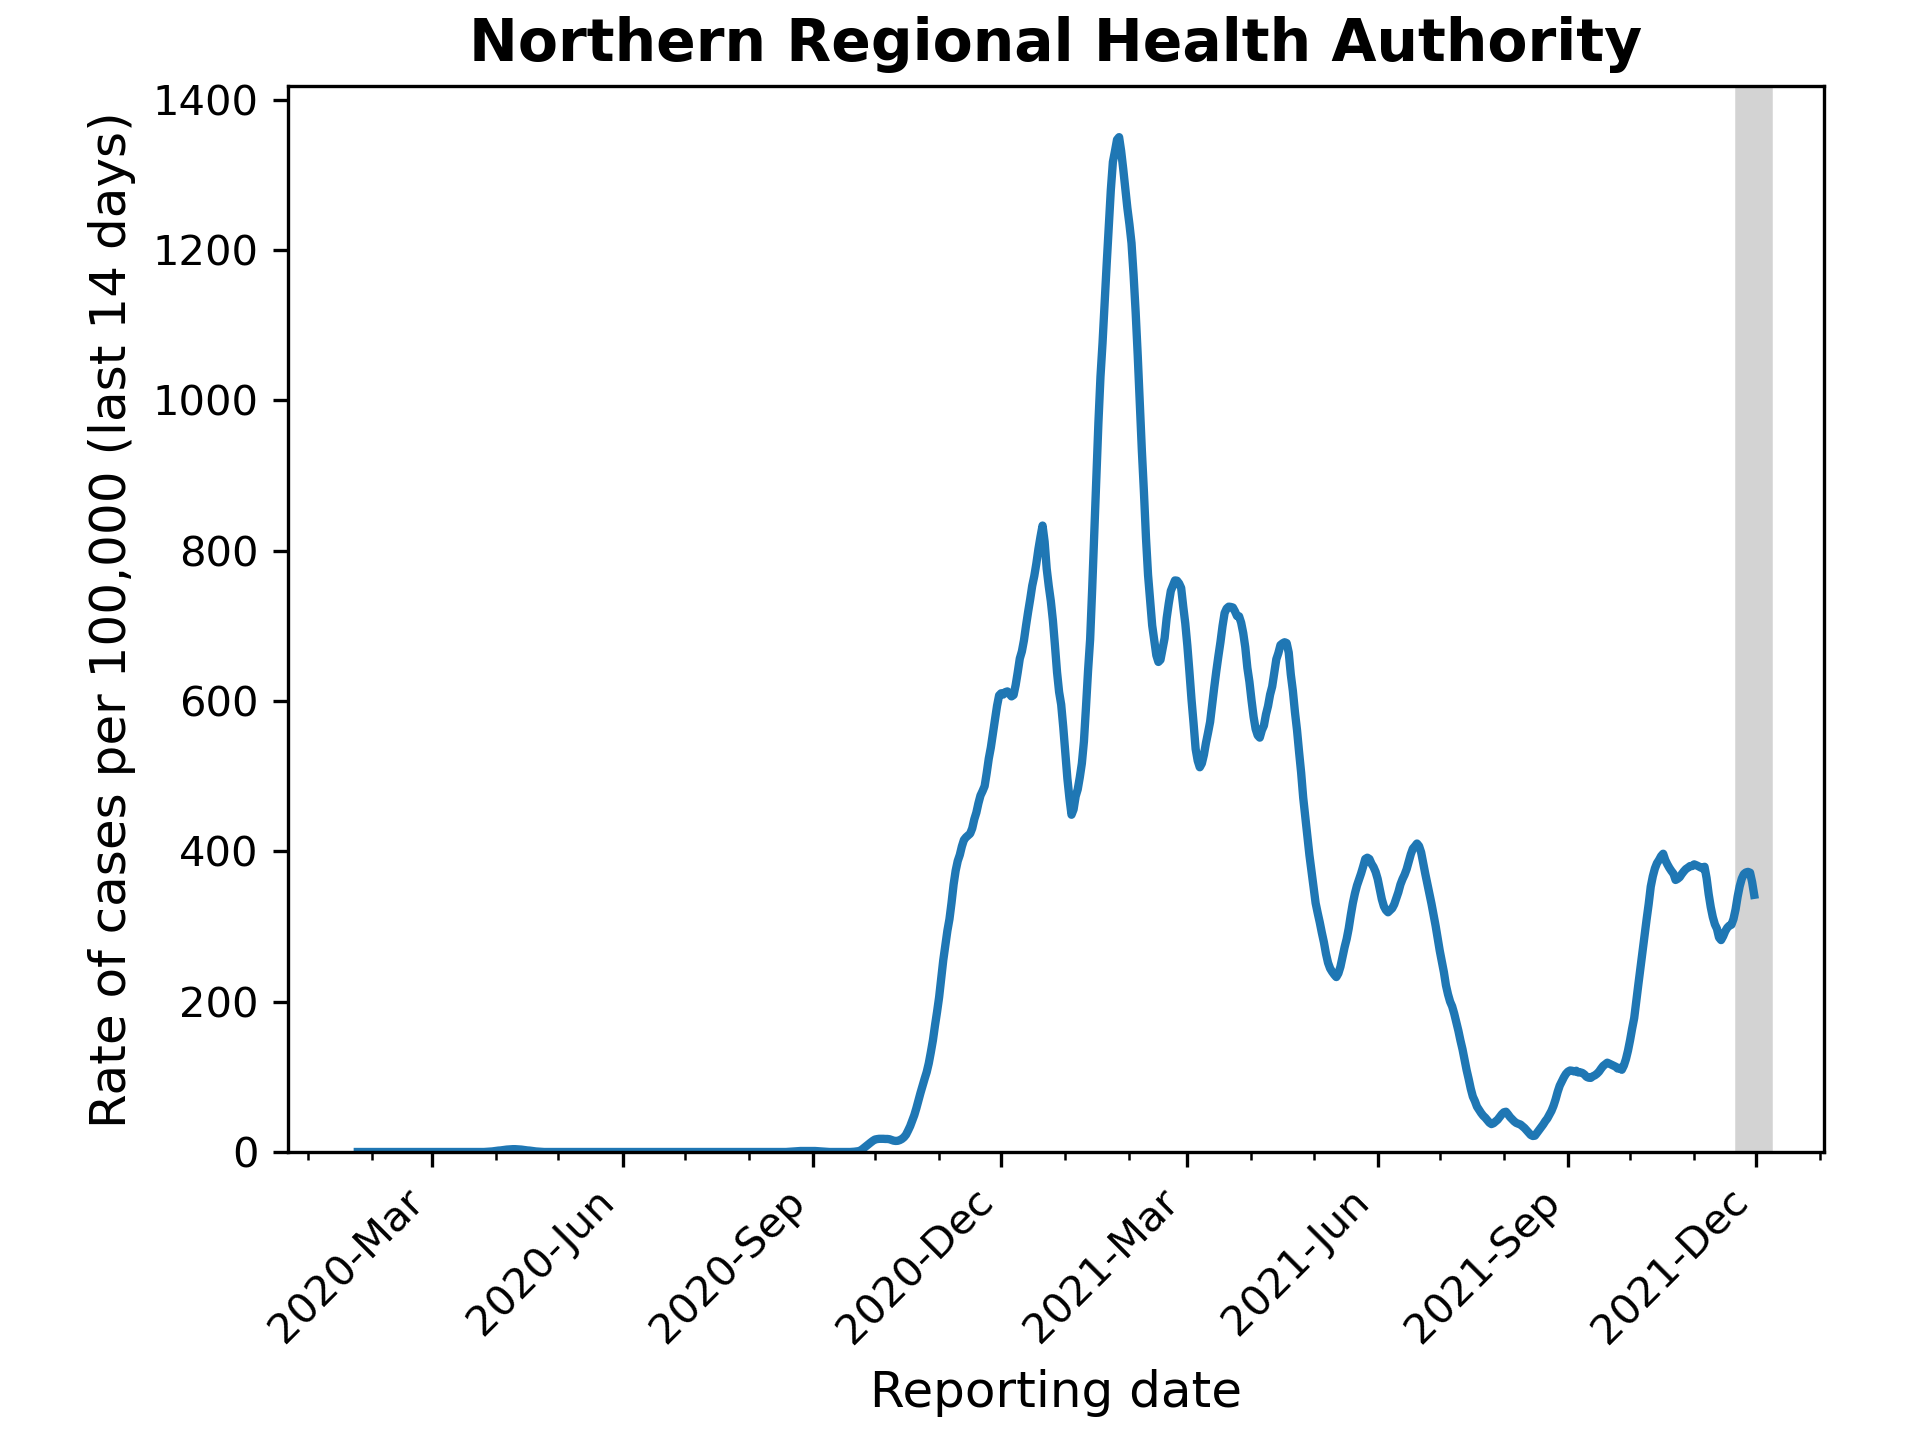 Northern Regional Health Authority
Rate of cases per 100,000 (last 14 days)
1400
1200
1000
800
600
400
200
0
2020-Mar
2020-Jun
2020-Sep
2020-Dec
2021-Mar
2021-Jun
2021-Sep
2021-Dec
Reporting date